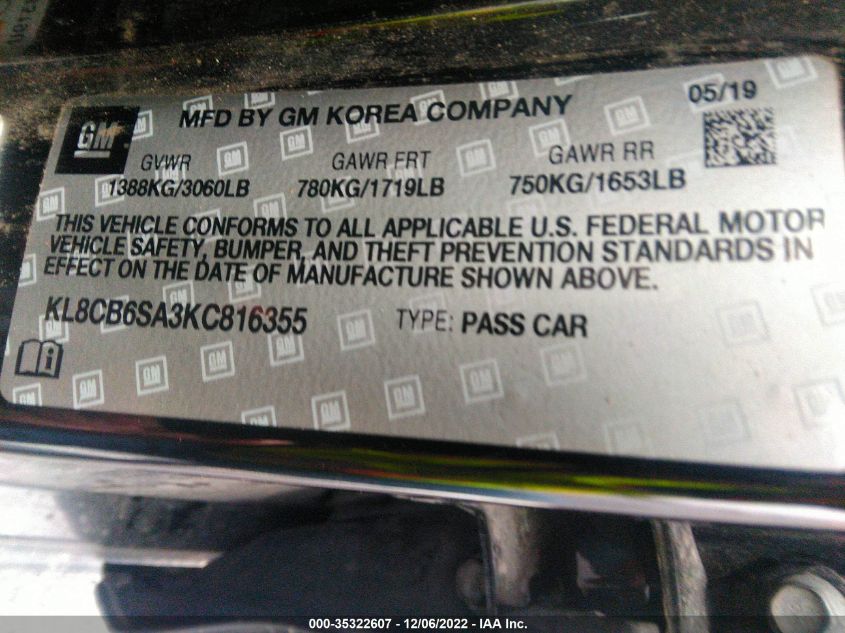 GM
MFD BY GM KOREA COMPANY
05/19
GVWR GAWR FRT GAWR RR
1388KG/3060LB 780KG/1719LB 750KG/1653LB
THIS VEHICLE CONFORMS TO ALL APPLICABLE U.S. FEDERAL MOTOR
VEHICLE SAFETY, BUMPER, AND THEFT PREVENTION STANDARDS IN
EFFECT ON THE DATE OF MANUFACTURE SHOWN ABOVE.
KL8CB6SA3KC816355 TYPE: PASS CAR
000-35322607 - 12/06/2022 - IAA Inc.